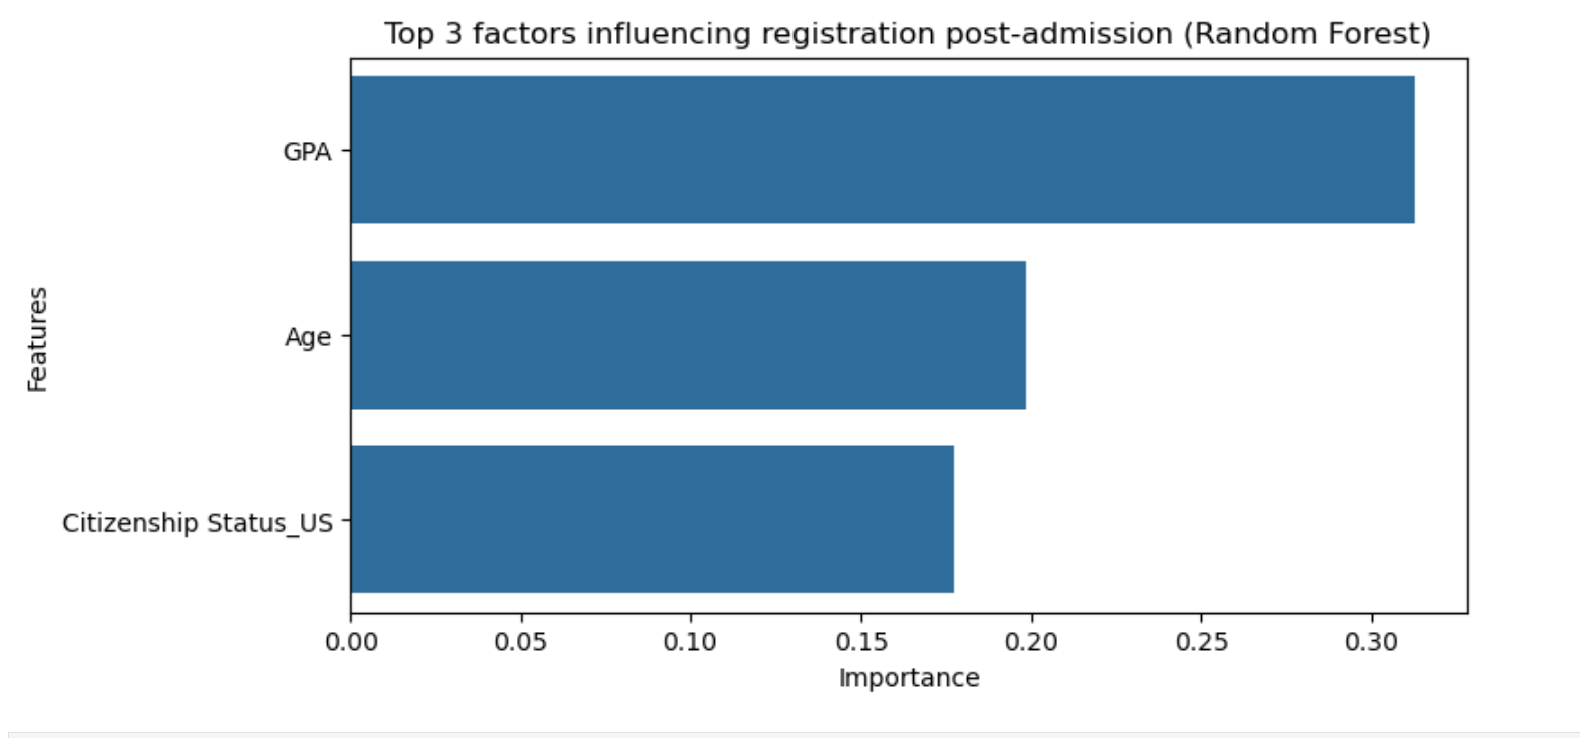 Top 3 factors influencing registration post-admission (Random Forest)
GPA
Age
Citizenship Status_US
Features
0.00 0.05 0.10 0.15 0.20 0.25 0.30
Importance